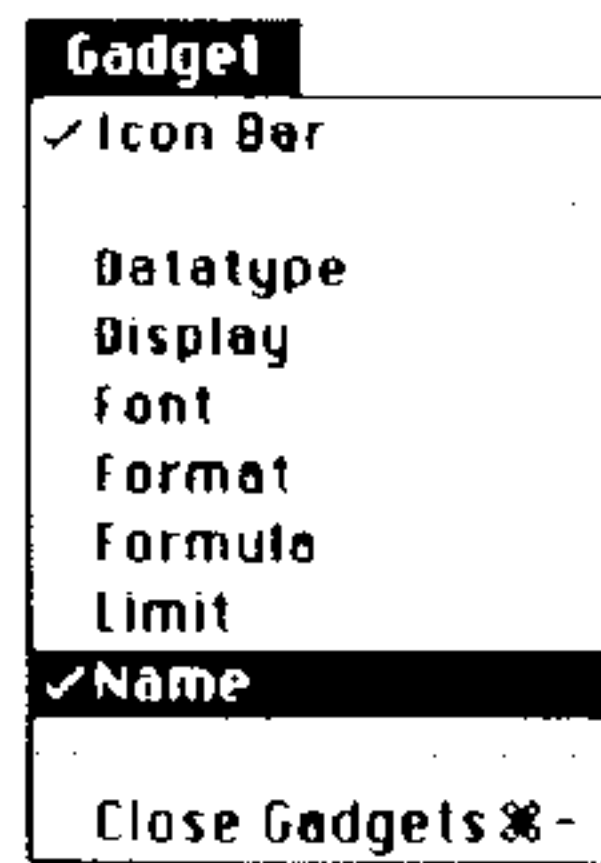 Gadget
✓Icon Bar
Datatype
Display
Font
Format
Formula
Limit
✓Name
Close Gadgets ⌘-